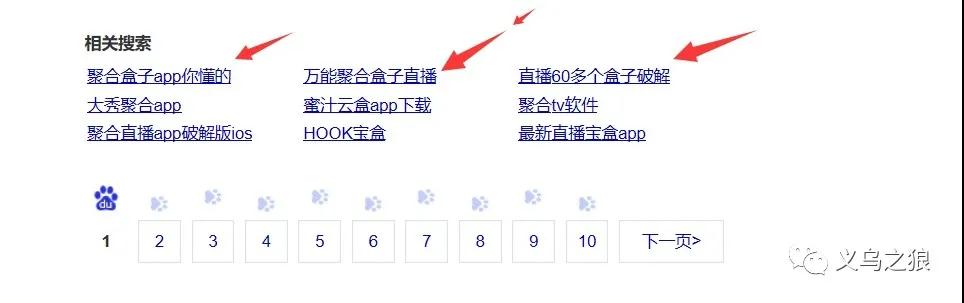 相关搜索
聚合盒子app你懂的 万能聚合盒子直播 直播60多个盒子破解
大秀聚合app 蜜汁云盒app下载 聚合tv软件
聚合直播app破解版ios HOOK宝盒 最新直播宝盒app
du
1 2 3 4 5 6 7 8 9 10 下一页>
义乌之狼